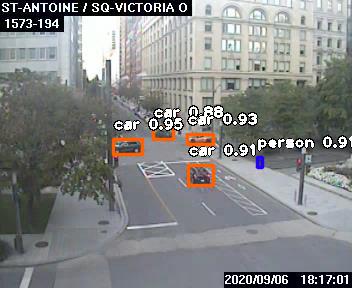 ST-ANTOINE / SQ-VICTORIA O
1573-194
car 0.88
car 0.95
car 0.93
car 0.91
person 0.91
2020/09/06 18:17:01